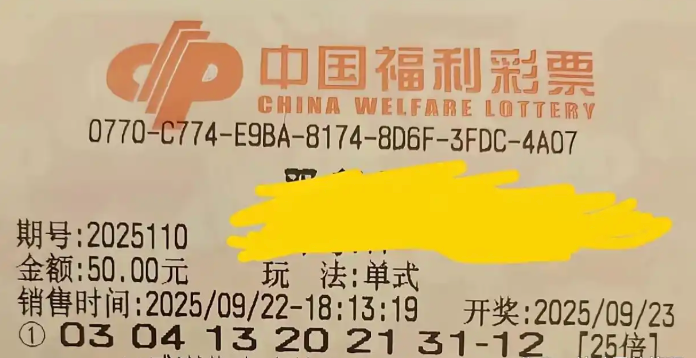 中国福利彩票
CHINA WELFARE LOTTERY
0770-C774-E9BA-8174-8D6F-3FDC-4A07
期号:2025110
金额:50.00元 玩 法:单式
销售时间:2025/09/22-18:13:19 开奖:2025/09/23
① 03 04 13 20 21 31-12 [25倍]